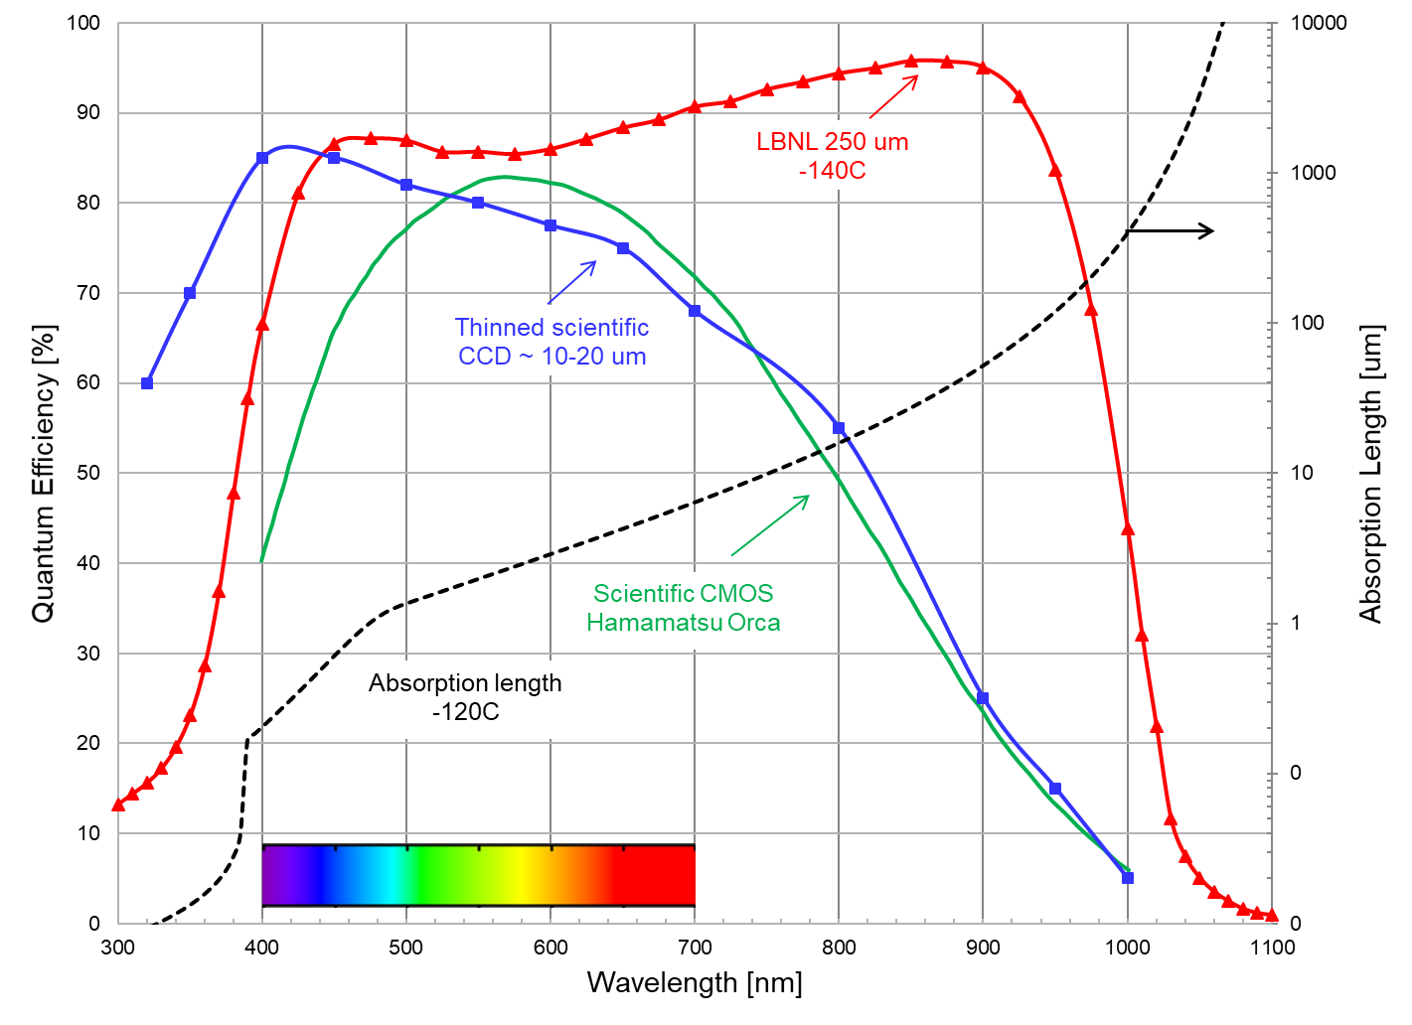 100
90
80
70
60
50
40
30
20
10
0
Quantum Efficiency [%]
10000
1000
100
10
1
0
0
Absorption Length [um]
LBNL 250 um
-140C
Thinned scientific
CCD ~ 10-20 um
Scientific CMOS
Hamamatsu Orca
Absorption length
-120C
300 400 500 600 700 800 900 1000 1100
Wavelength [nm]